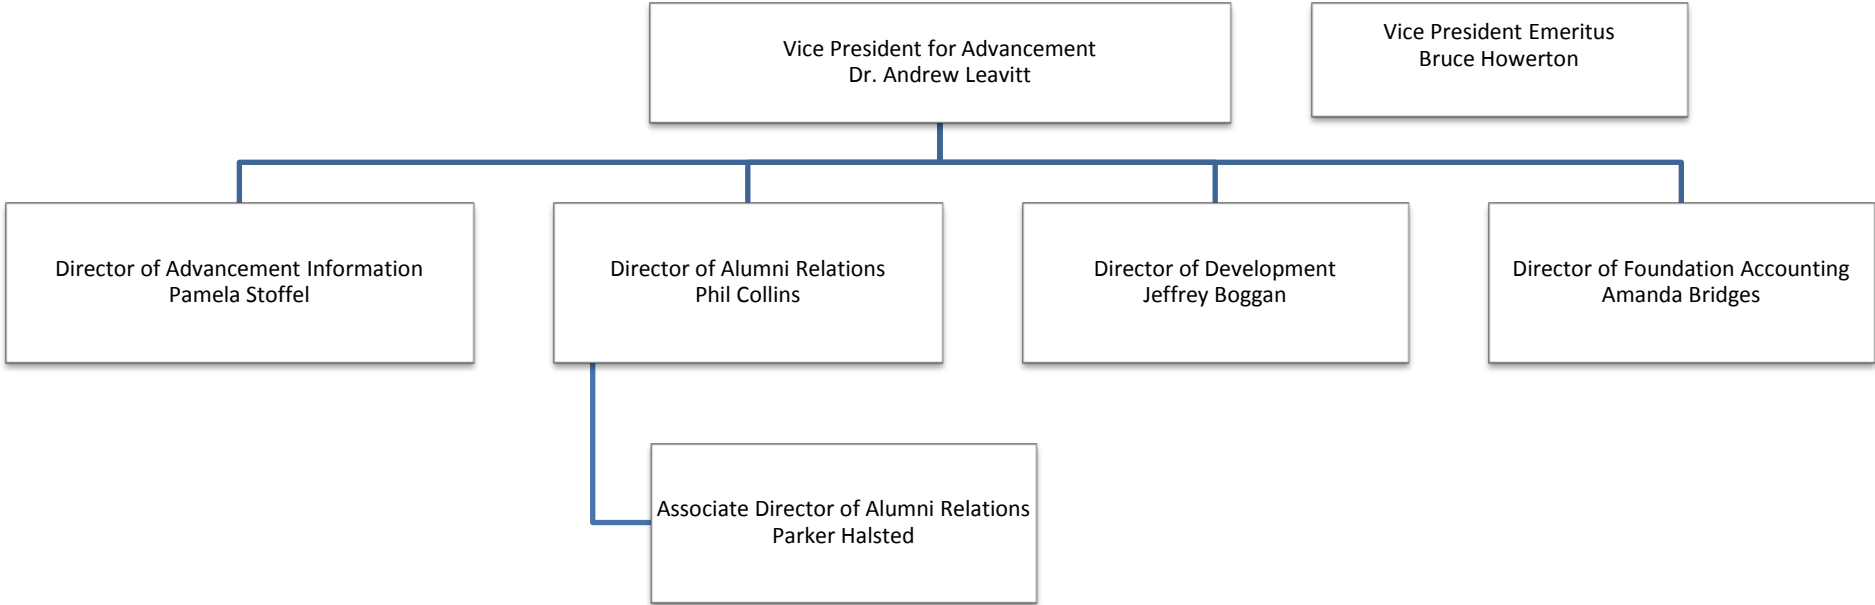 Vice President for Advancement
Dr. Andrew Leavitt
Vice President Emeritus
Bruce Howerton
Director of Advancement Information
Pamela Stoffel
Director of Alumni Relations
Phil Collins
Director of Development
Jeffrey Boggan
Director of Foundation Accounting
Amanda Bridges
Associate Director of Alumni Relations
Parker Halsted